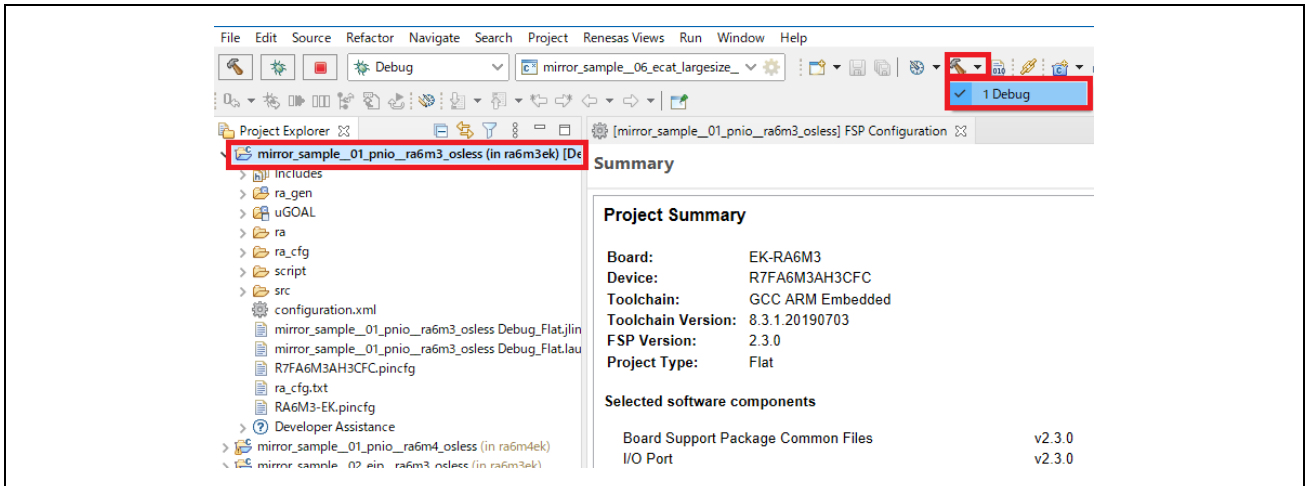 File Edit Source Refactor Navigate Search Project Renesas Views Run Window Help
Debug mirror_sample__06_ecat_largesize_
1 Debug
Project Explorer
[mirror_sample__01_pnio__ra6m3_osless] FSP Configuration
mirror_sample__01_pnio__ra6m3_osless (in ra6m3ek) [De
Includes
ra_gen
uGOAL
ra
ra_cfg
script
src
configuration.xml
mirror_sample__01_pnio__ra6m3_osless Debug_Flat.jlin
mirror_sample__01_pnio__ra6m3_osless Debug_Flat.lau
R7FA6M3AH3CFC.pincfg
ra_cfg.txt
RA6M3-EK.pincfg
Developer Assistance
mirror_sample__01_pnio__ra6m4_osless (in ra6m4ek)
mirror_sample__02_eip__ra6m3_osless (in ra6m3ek)
Summary
Project Summary
Board: EK-RA6M3
Device: R7FA6M3AH3CFC
Toolchain: GCC ARM Embedded
Toolchain Version: 8.3.1.20190703
FSP Version: 2.3.0
Project Type: Flat
Selected software components
Board Support Package Common Files v2.3.0
I/O Port v2.3.0